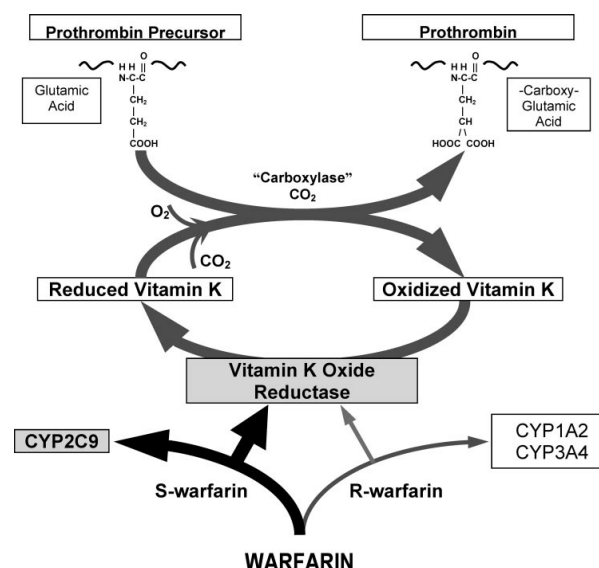 Prothrombin Precursor
Prothrombin
Glutamic
Acid
O
H H
N-C-C
CH2
CH2
COOH
O
H H
N-C-C
CH2
CH
HOOC COOH
-Carboxy-
Glutamic
Acid
“Carboxylase”
CO2
O2
CO2
Reduced Vitamin K
Oxidized Vitamin K
Vitamin K Oxide
Reductase
CYP2C9
CYP1A2
CYP3A4
S-warfarin
R-warfarin
WARFARIN